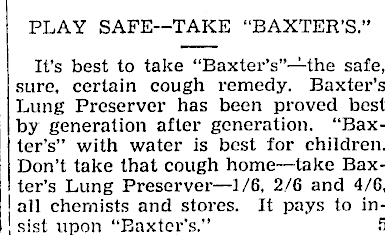 PLAY SAFE--TAKE "BAXTER'S."
It's best to take "Baxter's"—the safe,
sure, certain cough remedy. Baxter's
Lung Preserver has been proved best
by generation after generation. "Bax-
ter's" with water is best for children.
Don't take that cough home—take Bax-
ter's Lung Preserver—1/6, 2/6 and 4/6,
all chemists and stores. It pays to in-
sist upon "Baxter's." 5